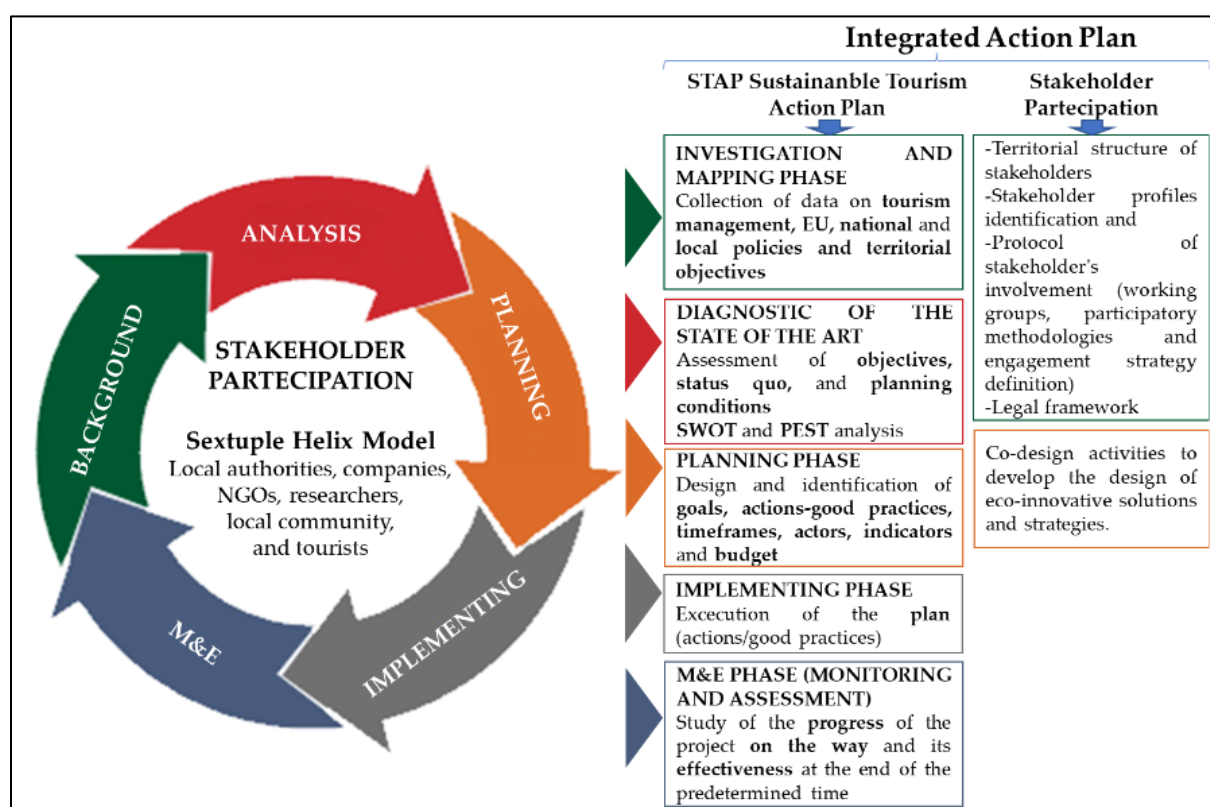 Integrated Action Plan
STAP Sustainanble Tourism
Action Plan
Stakeholder
Partecipation
ANALYSIS
PLANNING
IMPLEMENTING
M&E
BACKGROUND
STAKEHOLDER
PARTECIPATION
Sextuple Helix Model
Local authorities, companies,
NGOs, researchers,
local community,
and tourists
INVESTIGATION AND
MAPPING PHASE
Collection of data on tourism
management, EU, national and
local policies and territorial
objectives
DIAGNOSTIC OF THE
STATE OF THE ART
Assessment of objectives,
status quo, and planning
conditions
SWOT and PEST analysis
PLANNING PHASE
Design and identification of
goals, actions-good practices,
timeframes, actors, indicators
and budget
IMPLEMENTING PHASE
Excecution of the plan
(actions/good practices)
M&E PHASE (MONITORING
AND ASSESSMENT)
Study of the progress of the
project on the way and its
effectiveness at the end of the
predetermined time
-Territorial structure of
stakeholders
-Stakeholder profiles
identification and
-Protocol of
stakeholder's
involvement (working
groups, participatory
methodologies and
engagement strategy
definition)
-Legal framework
Co-design activities to
develop the design of
eco-innovative solutions
and strategies.